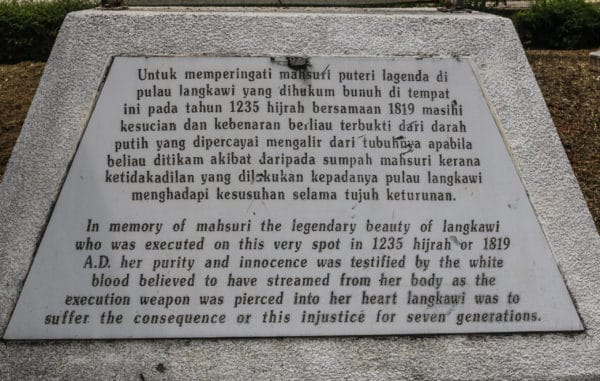 Untuk memperingati mahsuri puteri lagenda di
pulau langkawi yang dihukum bunuh di tempat
ini pada tahun 1235 hijrah bersamaan 1819 masihi
kesucian dan kebenaran berliau terbukti dari darah
putih yang dipercayai mengalir dari tubuhnya apabila
beliau ditikam akibat daripada sumpah mahsuri kerana
ketidakadilan yang dilakukan kepadanya pulau langkawi
menghadapi kesusuhan selama tujuh keturunan.
In memory of mahsuri the legendary beauty of langkawi
who was executed on this very spot in 1235 hijrah or 1819
A.D. her purity and innocence was testified by the white
blood believed to have streamed from her body as the
execution weapon was pierced into her heart langkawi was to
suffer the consequence or this injustice for seven generations.